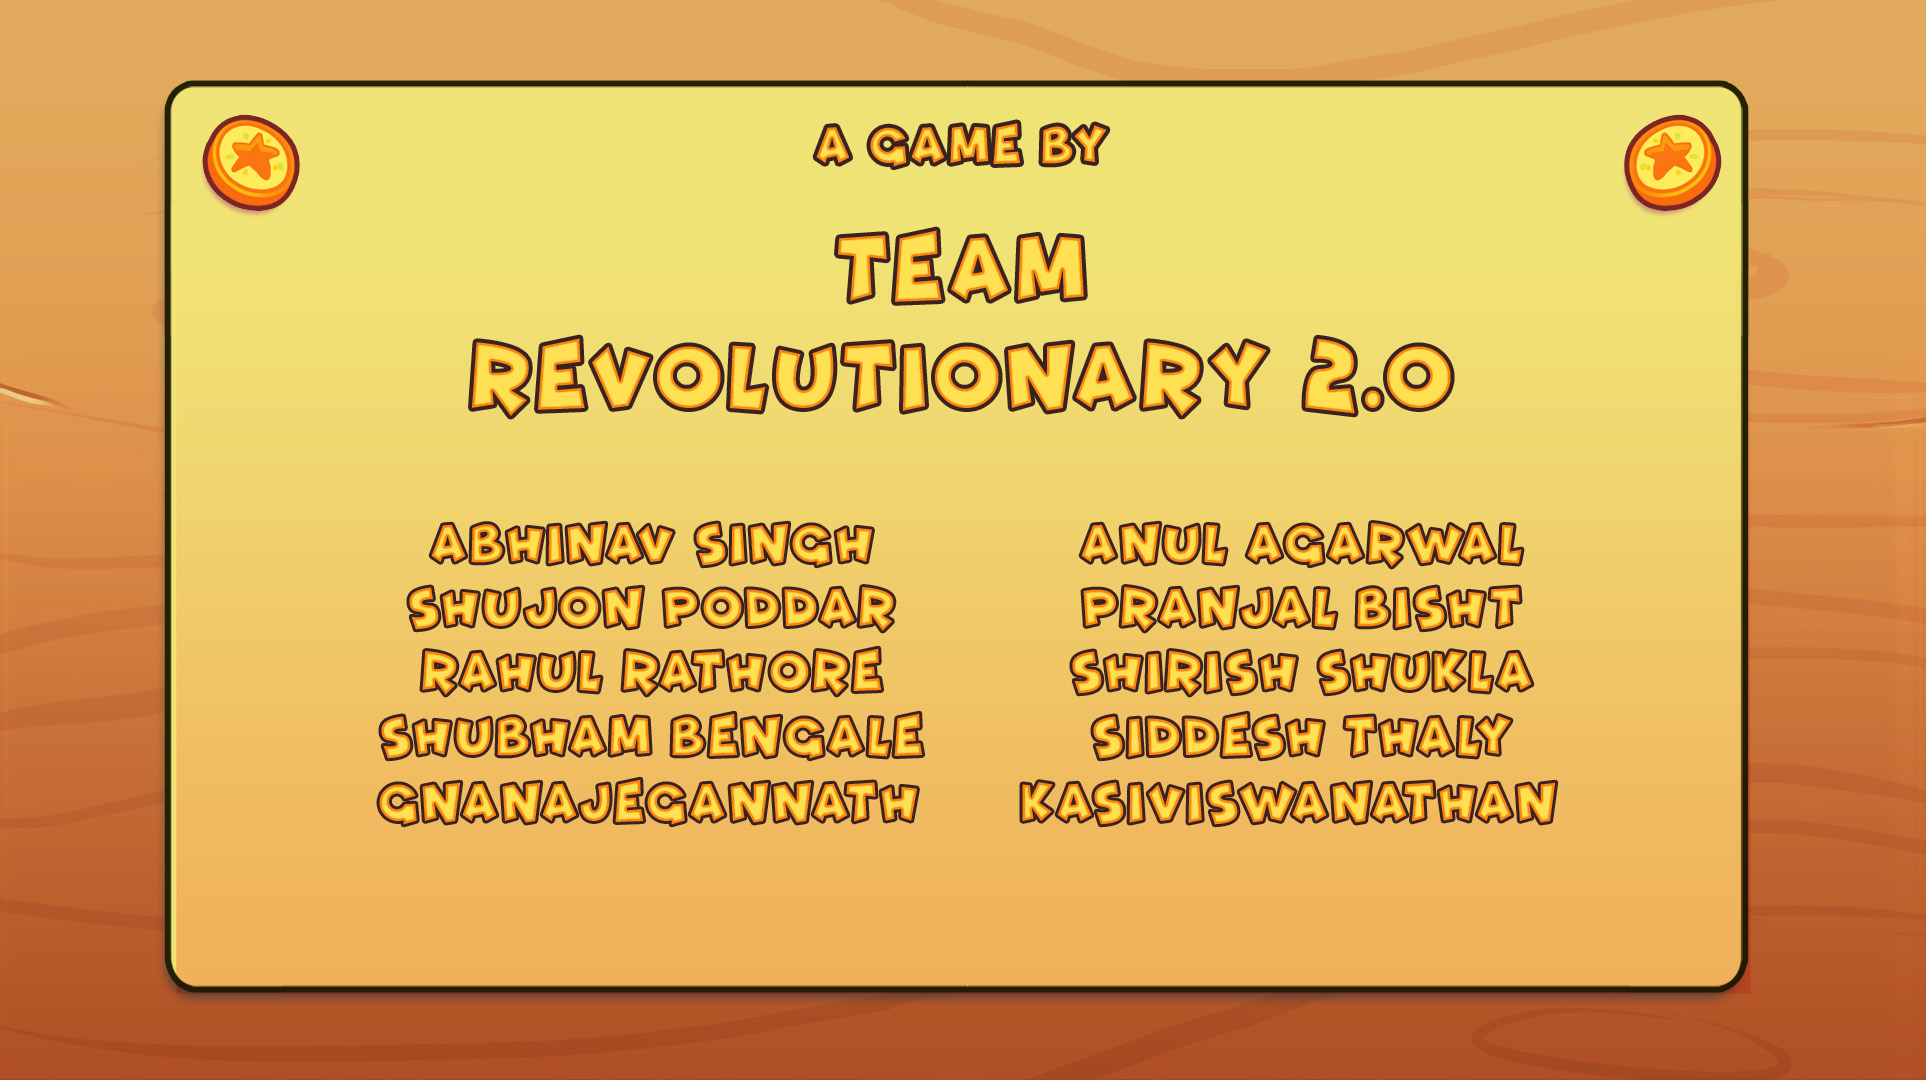 A GAME BY
TEAM
REVOLUTIONARY 2.0
ABHINAV SINGH
SHUJON PODDAR
RAHUL RATHORE
SHUBHAM BENGALE
GNANAJEGANNATH
ANUL AGARWAL
PRANJAL BISHT
SHIRISH SHUKLA
SIDDESH THALY
KASIVISWANATHAN